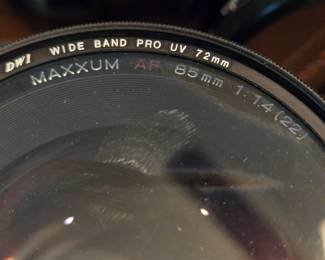 DWI WIDE BAND PRO UV 72mm
MAXXUM AF 85mm 1:1.4 (22)